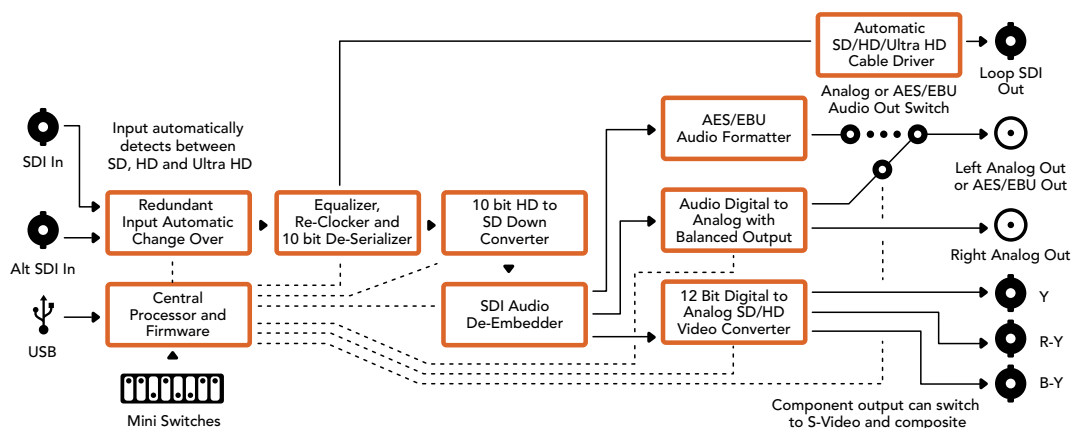 Automatic
SD/HD/Ultra HD
Cable Driver
Loop SDI
Out
Analog or AES/EBU
Audio Out Switch
SDI In
Input automatically
detects between
SD, HD and Ultra HD
AES/EBU
Audio Formatter
Left Analog Out
or AES/EBU Out
Alt SDI In
Redundant
Input Automatic
Change Over
Equalizer,
Re-Clocker and
10 bit De-Serializer
10 bit HD to
SD Down
Converter
Audio Digital to
Analog with
Balanced Output
Right Analog Out
USB
Central
Processor and
Firmware
SDI Audio
De-Embedder
12 Bit Digital to
Analog SD/HD
Video Converter
Y
R-Y
B-Y
Mini Switches
Component output can switch
to S-Video and composite